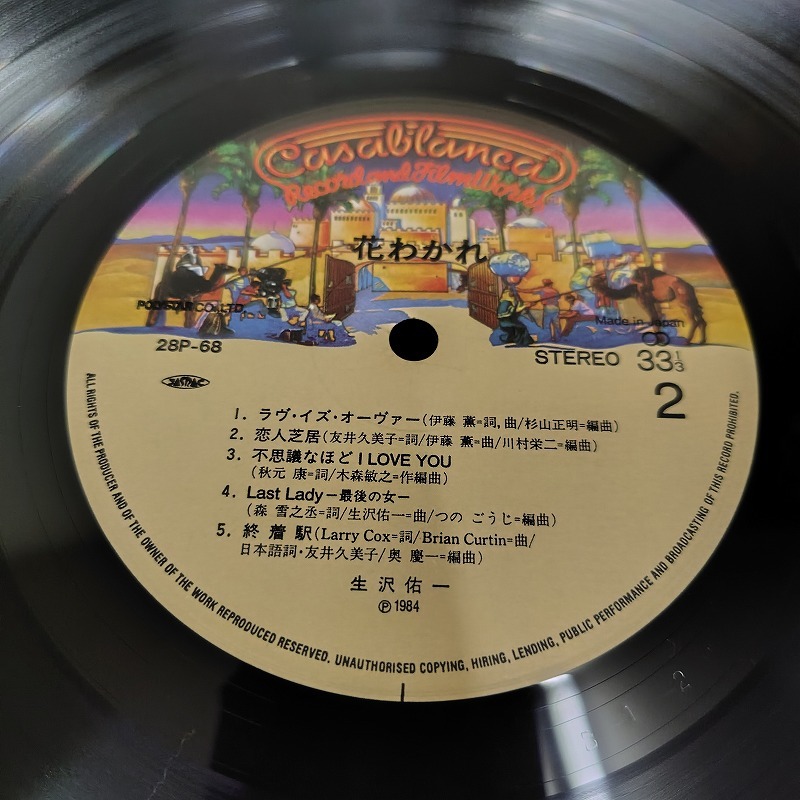 Casablanca
Record and FilmWorks
花わかれ
POLYSTAR CO., LTD.
Made in Japan
28P-68
STEREO 33 1/3
JASRAC
2
1. ラヴ・イズ・オーヴァー(伊藤 薫=詞,曲/杉山正明=編曲)
2. 恋人芝居(友井久美子=詞/伊藤 薫=曲/川村栄二=編曲)
3. 不思議なほど I LOVE YOU
(秋元 康=詞/木森敏之=作編曲)
4. Last Lady－最後の女－
(森 雪之丞=詞/生沢佑一=曲/つの ごうじ=編曲)
5. 終着駅(Larry Cox=詞/Brian Curtin=曲/
日本語詞・友井久美子/奥 慶一=編曲)
生沢佑一
Ⓟ1984
ALL RIGHTS OF THE PRODUCER AND OF THE OWNER OF THE WORK REPRODUCED RESERVED. UNAUTHORISED COPYING, HIRING, LENDING, PUBLIC PERFORMANCE AND BROADCASTING OF THIS RECORD PROHIBITED.
3 1 2